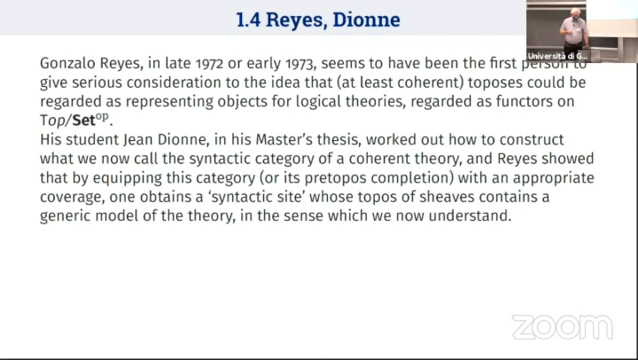 1.4 Reyes, Dionne
Università di G...
Gonzalo Reyes, in late 1972 or early 1973, seems to have been the first person to
give serious consideration to the idea that (at least coherent) toposes could be
regarded as representing objects for logical theories, regarded as functors on
Top/Set^op.
His student Jean Dionne, in his Master's thesis, worked out how to construct
what we now call the syntactic category of a coherent theory, and Reyes showed
that by equipping this category (or its pretopos completion) with an appropriate
coverage, one obtains a ‘syntactic site’ whose topos of sheaves contains a
generic model of the theory, in the sense which we now understand.
zoom